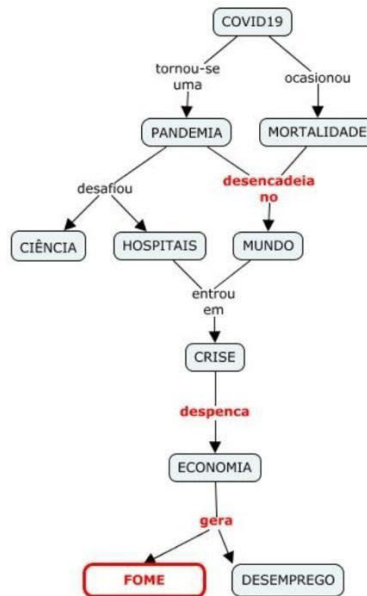 COVID19
tornou-se
uma
ocasionou
PANDEMIA
MORTALIDADE
desafiou
desencadeia
no
CIÊNCIA
HOSPITAIS
MUNDO
entrou
em
CRISE
despenca
ECONOMIA
gera
FOME
DESEMPREGO